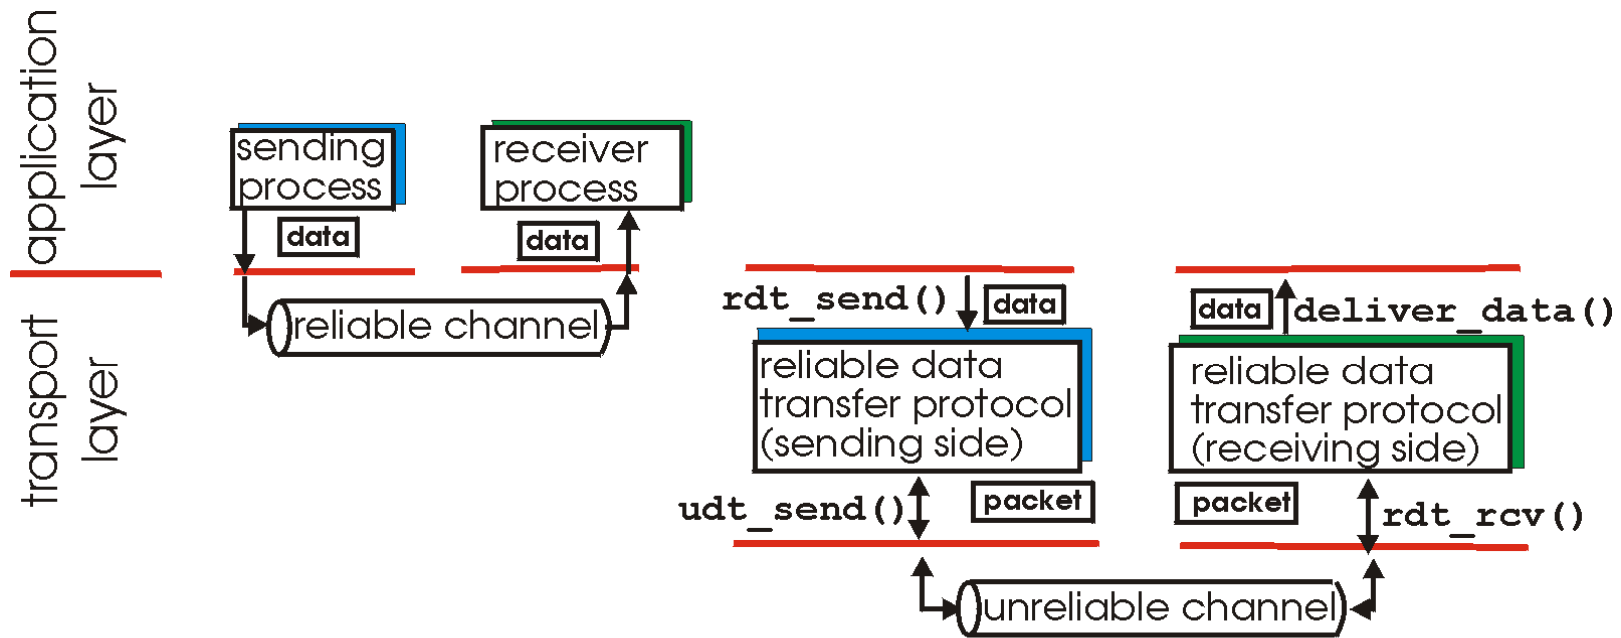 application
layer
transport
layer
sending
process
data
receiver
process
data
reliable channel
rdt_send()
data
reliable data
transfer protocol
(sending side)
udt_send()
packet
data
deliver_data()
reliable data
transfer protocol
(receiving side)
packet
rdt_rcv()
unreliable channel